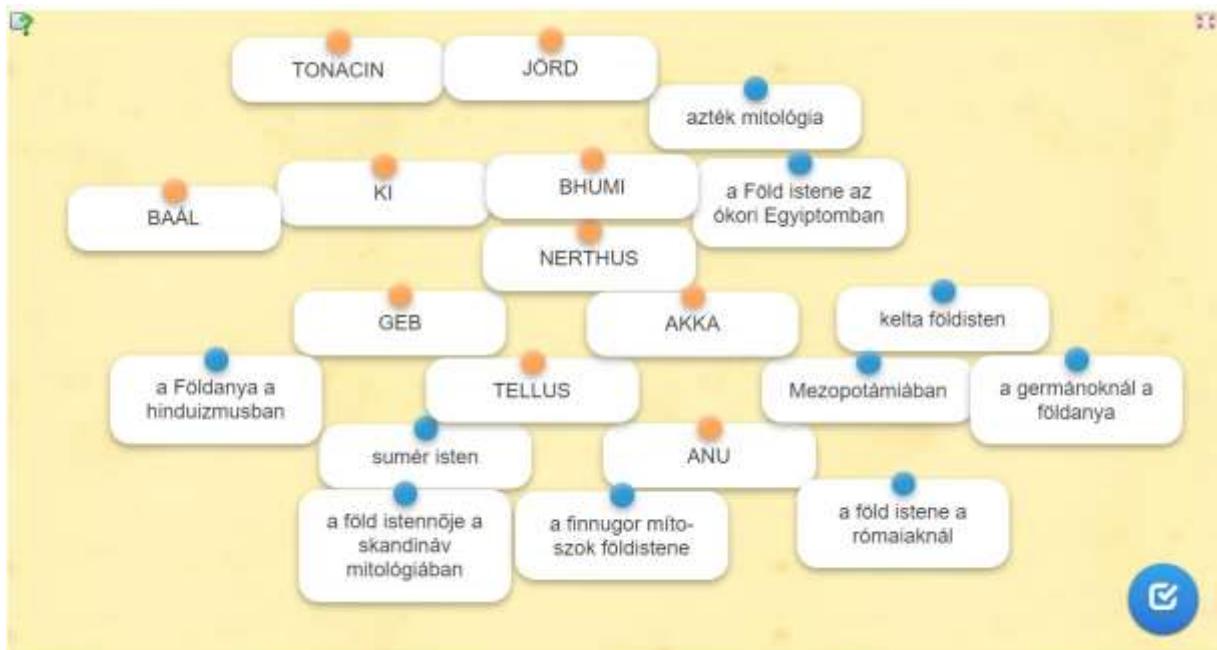 TONACIN
JÖRD
azték mitológia
KI
BHUMI
a Föld istene az
ókori Egyiptomban
BAÁL
NERTHUS
GEB
AKKA
kelta földisten
a Földanya a
hinduizmusban
TELLUS
Mezopotámiában
a germánoknál a
földanya
sumér isten
ANU
a föld istennője a
skandináv
mitológiában
a finnugor míto-
szok földistene
a föld istene a
rómaiaknál